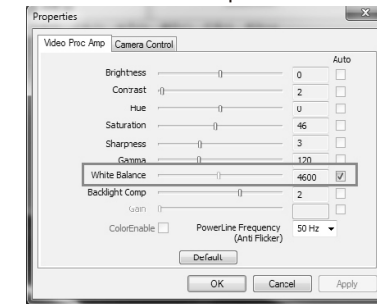 Properties
Video Proc Amp Camera Control
Auto
Brightness 0
Contrast 2
Hue 0
Saturation 46
Sharpness 3
Gamma 120
White Balance 4600
Backlight Comp 2
Gain
ColorEnable PowerLine Frequency 50 Hz
(Anti Flicker)
Default
OK Cancel Apply